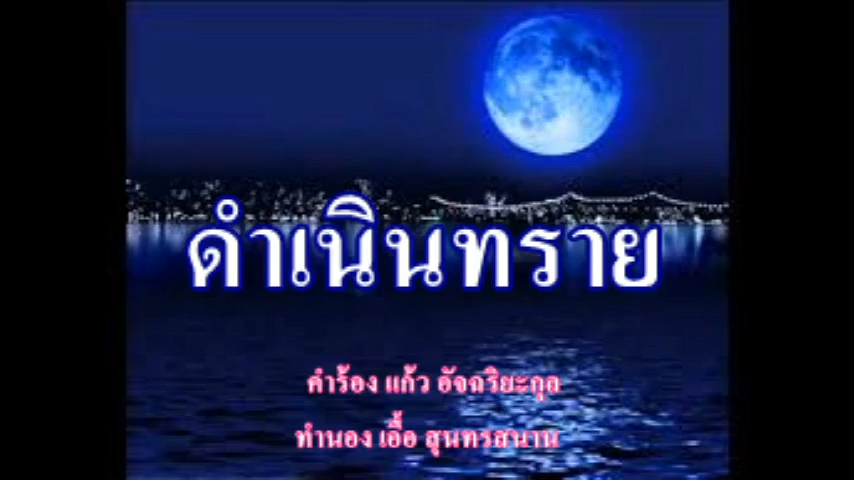 ดำเนินทราย
คำร้อง แก้ว อัจฉริยะกุล
ทำนอง เอื้อ สุนทรสนาน